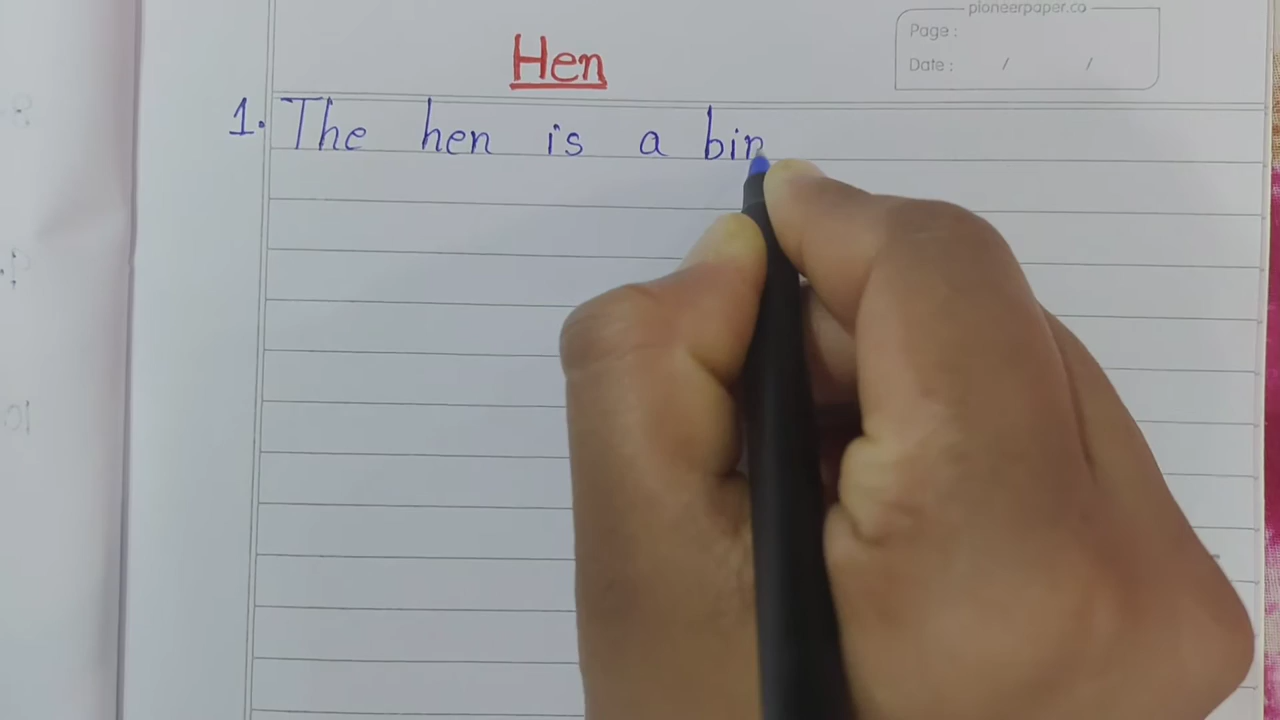 pioneerpaper.co
Page :
Date : / /
Hen
1. The hen is a bir